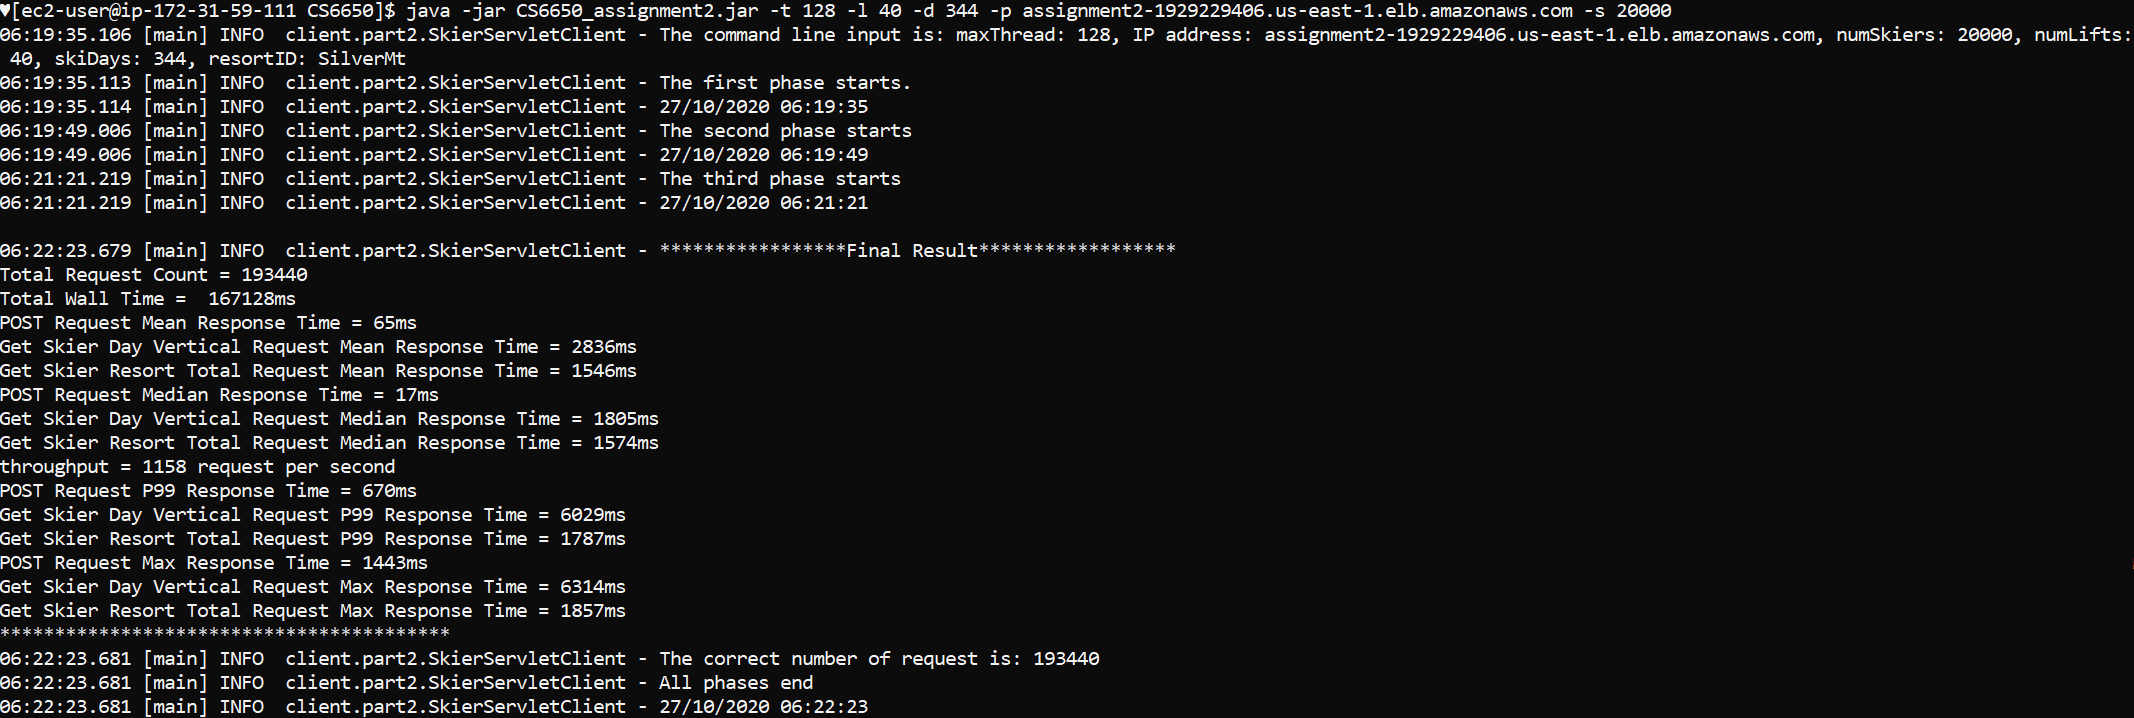 ♥[ec2-user@ip-172-31-59-111 CS6650]$ java -jar CS6650_assignment2.jar -t 128 -l 40 -d 344 -p assignment2-1929229406.us-east-1.elb.amazonaws.com -s 20000
06:19:35.106 [main] INFO  client.part2.SkierServletClient - The command line input is: maxThread: 128, IP address: assignment2-1929229406.us-east-1.elb.amazonaws.com, numSkiers: 20000, numLifts:
 40, skiDays: 344, resortID: SilverMt
06:19:35.113 [main] INFO  client.part2.SkierServletClient - The first phase starts.
06:19:35.114 [main] INFO  client.part2.SkierServletClient - 27/10/2020 06:19:35
06:19:49.006 [main] INFO  client.part2.SkierServletClient - The second phase starts
06:19:49.006 [main] INFO  client.part2.SkierServletClient - 27/10/2020 06:19:49
06:21:21.219 [main] INFO  client.part2.SkierServletClient - The third phase starts
06:21:21.219 [main] INFO  client.part2.SkierServletClient - 27/10/2020 06:21:21
06:22:23.679 [main] INFO  client.part2.SkierServletClient - *****************Final Result******************
Total Request Count = 193440
Total Wall Time =  167128ms
POST Request Mean Response Time = 65ms
Get Skier Day Vertical Request Mean Response Time = 2836ms
Get Skier Resort Total Request Mean Response Time = 1546ms
POST Request Median Response Time = 17ms
Get Skier Day Vertical Request Median Response Time = 1805ms
Get Skier Resort Total Request Median Response Time = 1574ms
throughput = 1158 request per second
POST Request P99 Response Time = 670ms
Get Skier Day Vertical Request P99 Response Time = 6029ms
Get Skier Resort Total Request P99 Response Time = 1787ms
POST Request Max Response Time = 1443ms
Get Skier Day Vertical Request Max Response Time = 6314ms
Get Skier Resort Total Request Max Response Time = 1857ms
*****************************************
06:22:23.681 [main] INFO  client.part2.SkierServletClient - The correct number of request is: 193440
06:22:23.681 [main] INFO  client.part2.SkierServletClient - All phases end
06:22:23.681 [main] INFO  client.part2.SkierServletClient - 27/10/2020 06:22:23